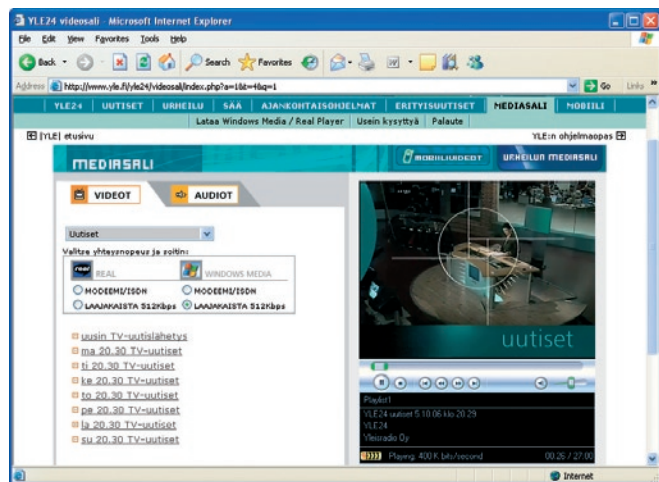 YLE24 videosali - Microsoft Internet Explorer
File Edit View Favorites Tools Help
Back Search Favorites
Address http://www.yle.fi/yle24/videosali/index.php?a=1&t=4&q=1 Go Links
YLE24 UUTISET URHEILU SÄÄ AJANKOHTAISOHJELMAT ERITYISUUTISET MEDIASALI MOBIILI
Lataa Windows Media / Real Player Usein kysyttyä Palaute
[YLE] etusivu YLE:n ohjelmaopas
MEDIASALI MOBIILIVIDEOT URHEILUN MEDIASALI
VIDEOT AUDIOT
Uutiset
Valitse yhteysnopeus ja soitin:
real REAL WINDOWS MEDIA
MODEEMI/ISDN MODEEMI/ISDN
LAAJAKAISTA 512Kbps LAAJAKAISTA 512Kbps
uutiset
uusin TV-uutislähetys
ma 20.30 TV-uutiset
ti 20.30 TV-uutiset
ke 20.30 TV-uutiset
to 20.30 TV-uutiset
pe 20.30 TV-uutiset
la 20.30 TV-uutiset
su 20.30 TV-uutiset
Playlist1
YLE24 uutiset 5.10.06 klo 20.29
YLE24
Yleisradio Oy
Playing: 400 K bits/second 00:26 / 27:00
Internet